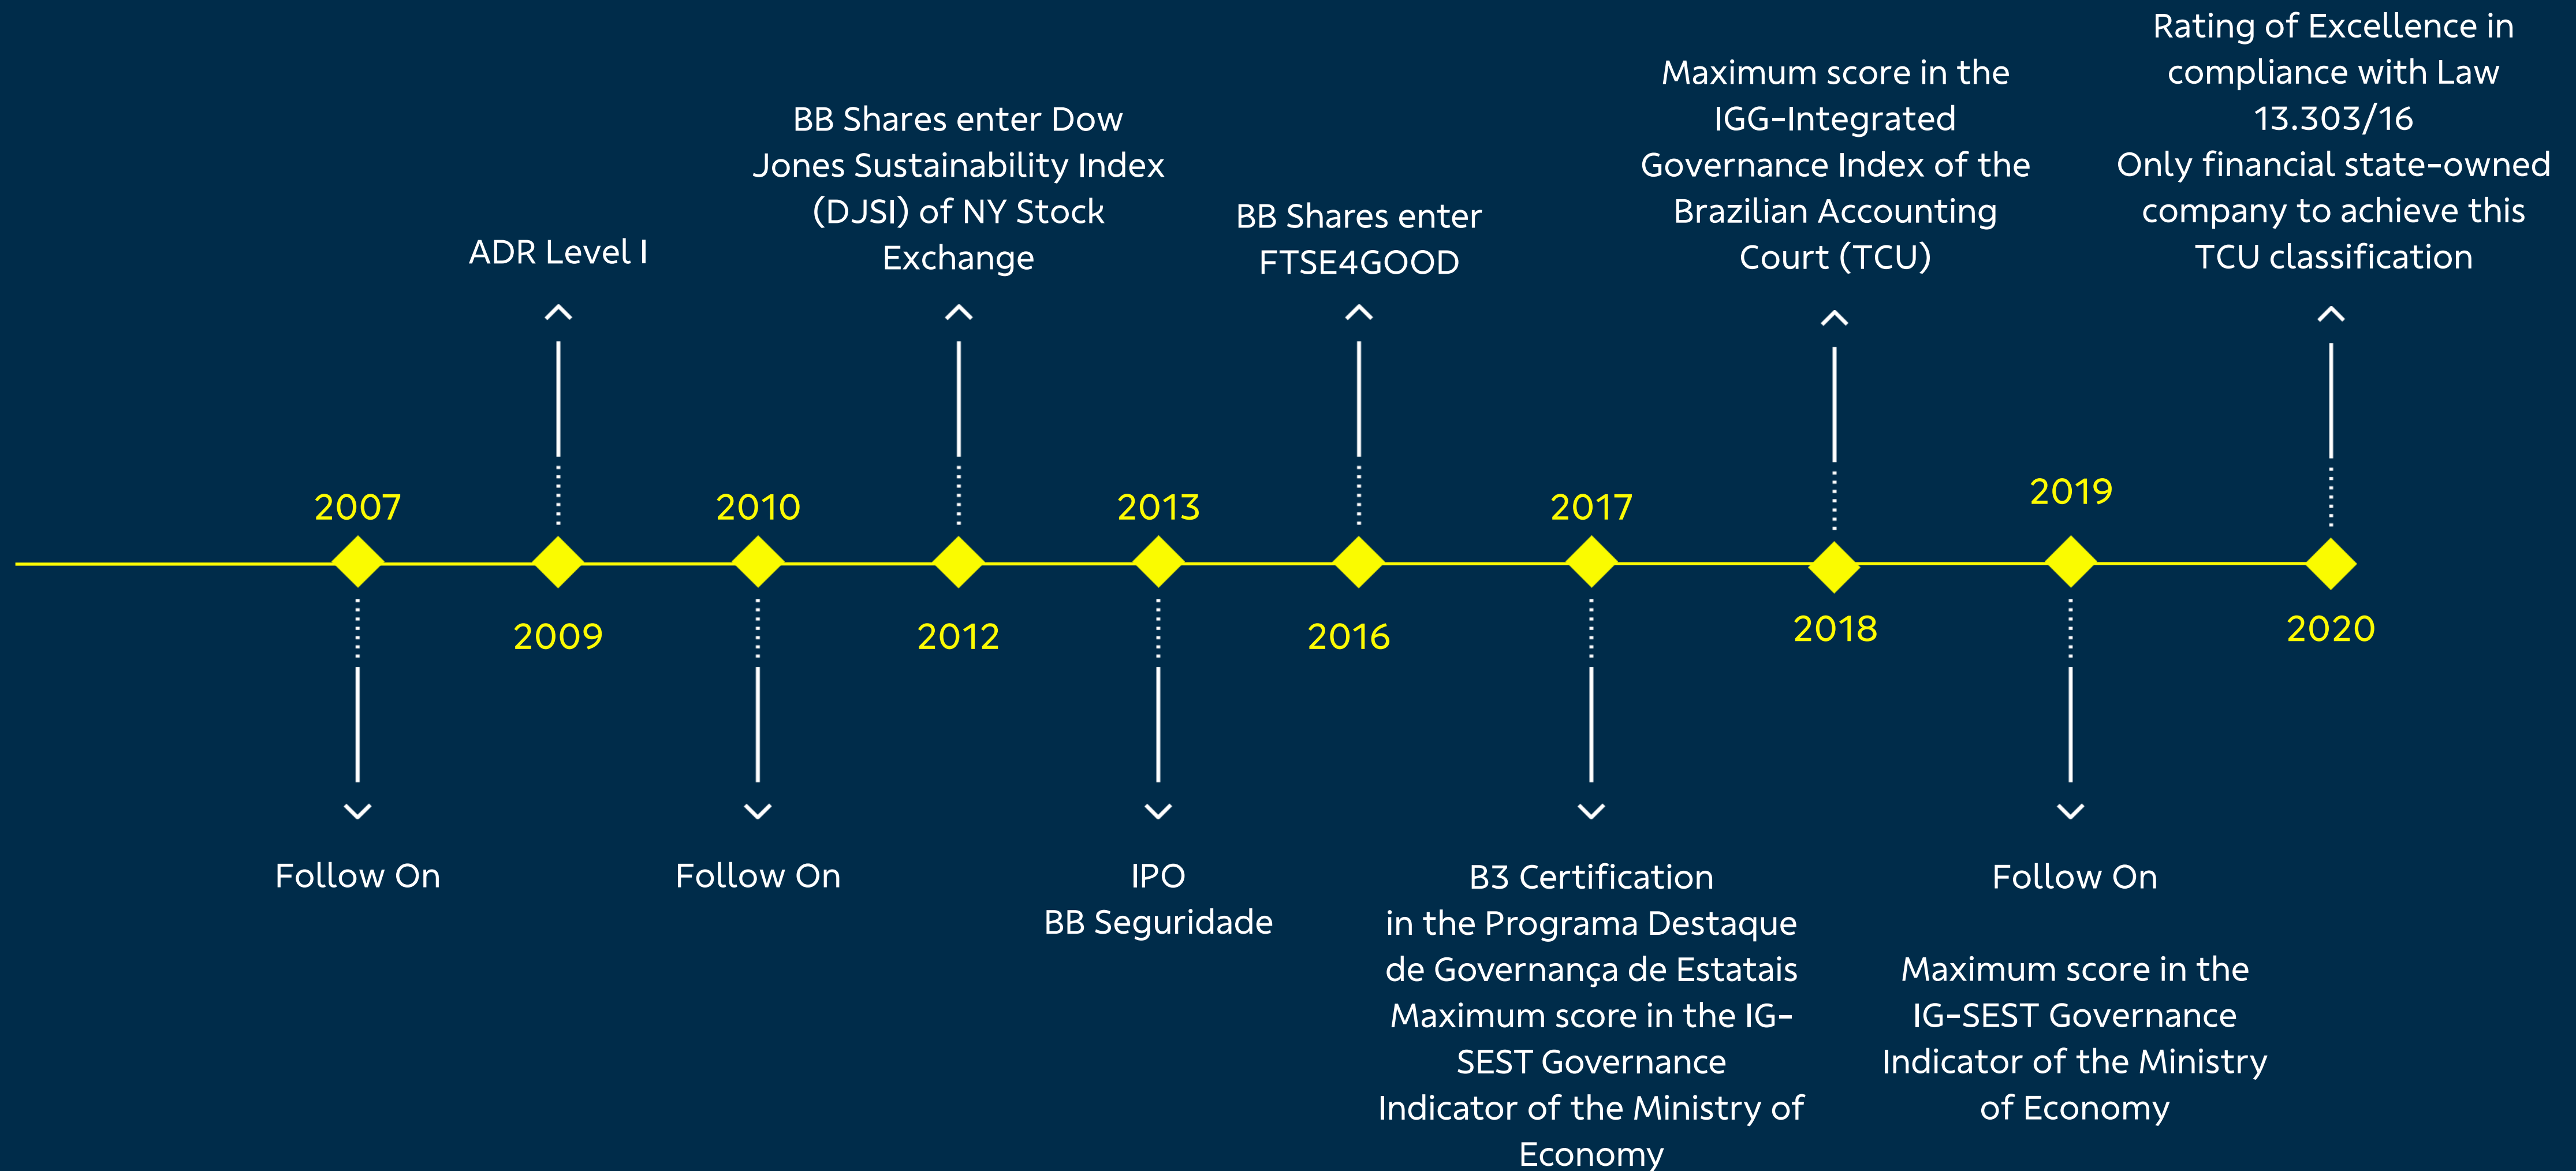 2007
Follow On
ADR Level I
2009
2010
Follow On
BB Shares enter Dow
Jones Sustainability Index
(DJSI) of NY Stock
Exchange
2012
2013
IPO
BB Seguridade
BB Shares enter
FTSE4GOOD
2016
2017
B3 Certification
in the Programa Destaque
de Governança de Estatais
Maximum score in the IG-
SEST Governance
Indicator of the Ministry of
Economy
Maximum score in the
IGG-Integrated
Governance Index of the
Brazilian Accounting
Court (TCU)
2018
2019
Follow On
Maximum score in the
IG-SEST Governance
Indicator of the Ministry
of Economy
Rating of Excellence in
compliance with Law
13.303/16
Only financial state-owned
company to achieve this
TCU classification
2020